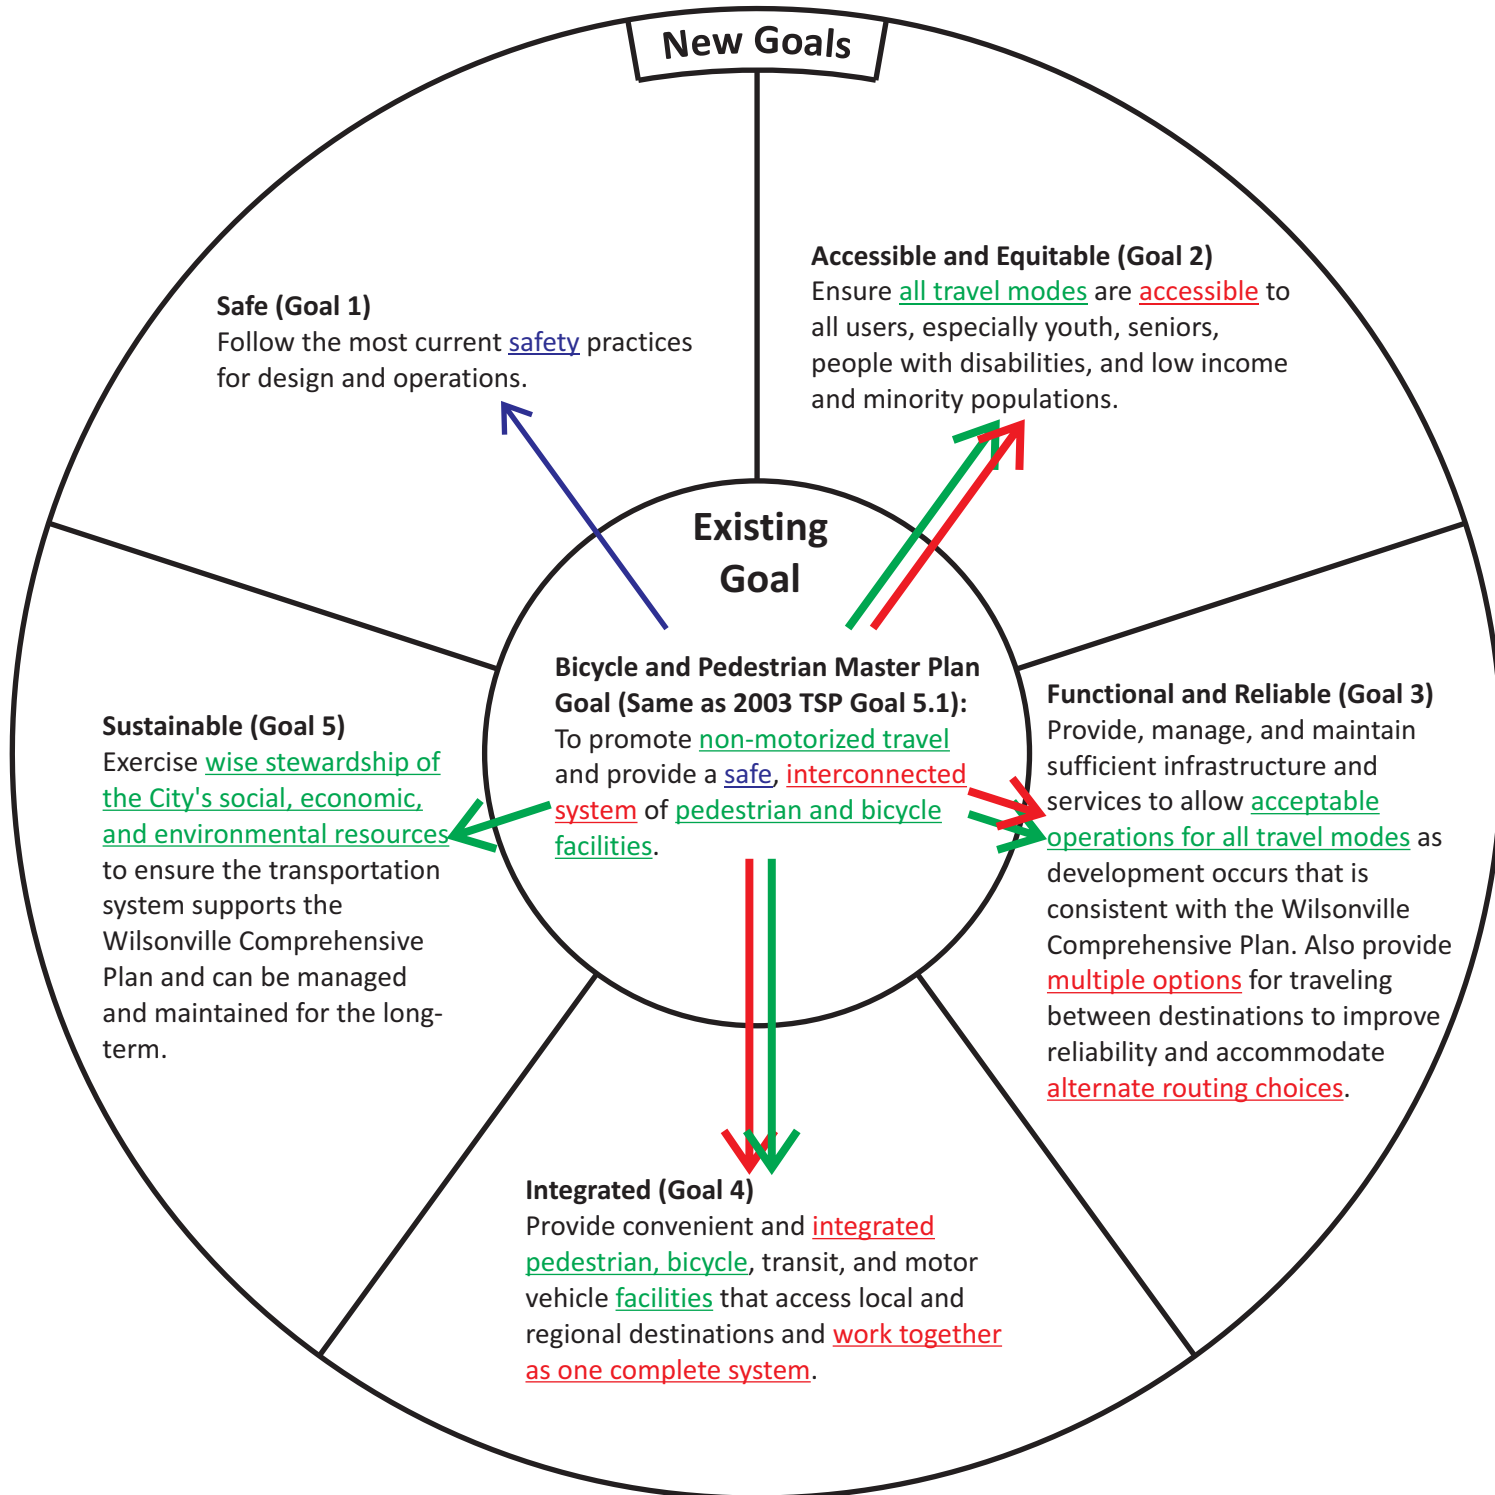 New Goals
Safe (Goal 1)
Follow the most current safety practices
for design and operations.
Accessible and Equitable (Goal 2)
Ensure all travel modes are accessible to
all users, especially youth, seniors,
people with disabilities, and low income
and minority populations.
Existing
Goal
Bicycle and Pedestrian Master Plan
Goal (Same as 2003 TSP Goal 5.1):
To promote non-motorized travel
and provide a safe, interconnected
system of pedestrian and bicycle
facilities.
Functional and Reliable (Goal 3)
Provide, manage, and maintain
sufficient infrastructure and
services to allow acceptable
operations for all travel modes as
development occurs that is
consistent with the Wilsonville
Comprehensive Plan. Also provide
multiple options for traveling
between destinations to improve
reliability and accommodate
alternate routing choices.
Integrated (Goal 4)
Provide convenient and integrated
pedestrian, bicycle, transit, and motor
vehicle facilities that access local and
regional destinations and work together
as one complete system.
Sustainable (Goal 5)
Exercise wise stewardship of
the City's social, economic,
and environmental resources
to ensure the transportation
system supports the
Wilsonville Comprehensive
Plan and can be managed
and maintained for the long-
term.